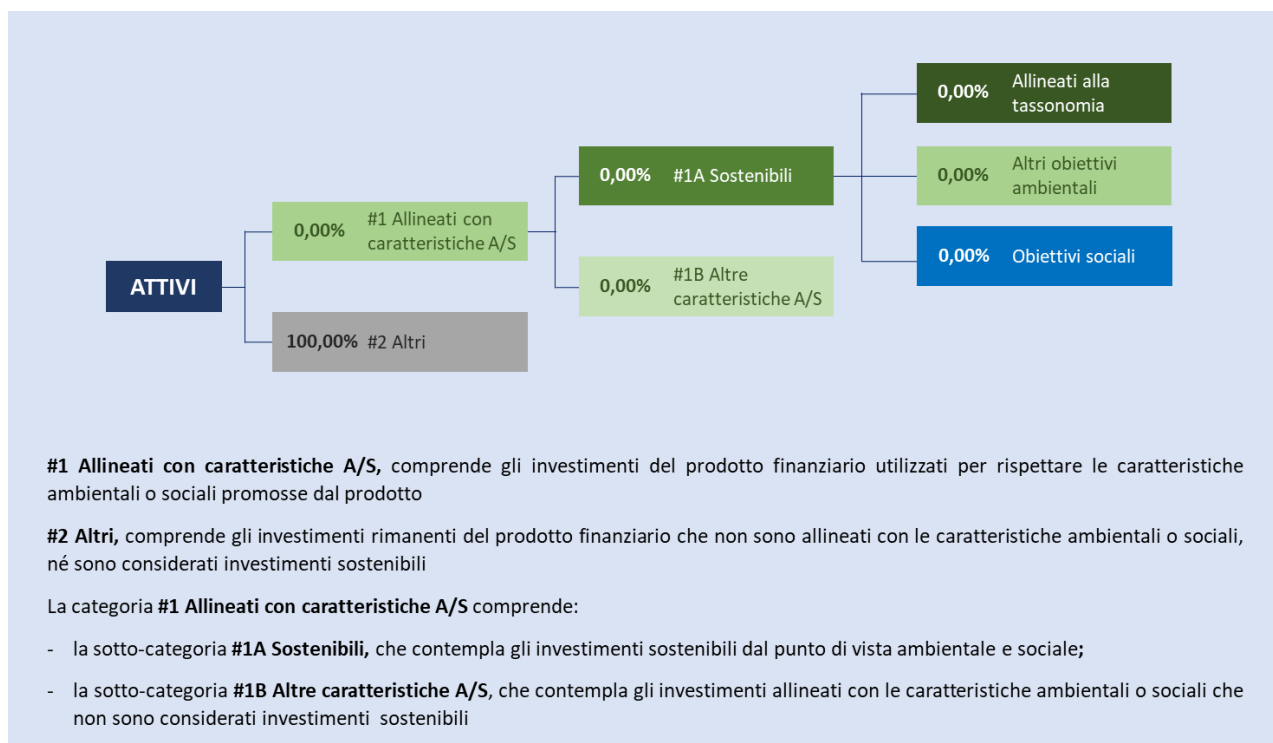 0,00% Allineati alla
tassonomia
0,00% #1A Sostenibili
0,00% Altri obiettivi
ambientali
0,00% #1 Allineati con
caratteristiche A/S
0,00% Obiettivi sociali
ATTIVI
0,00% #1B Altre
caratteristiche A/S
100,00% #2 Altri
#1 Allineati con caratteristiche A/S, comprende gli investimenti del prodotto finanziario utilizzati per rispettare le caratteristiche
ambientali o sociali promosse dal prodotto
#2 Altri, comprende gli investimenti rimanenti del prodotto finanziario che non sono allineati con le caratteristiche ambientali o sociali,
né sono considerati investimenti sostenibili
La categoria #1 Allineati con caratteristiche A/S comprende:
- la sotto-categoria #1A Sostenibili, che contempla gli investimenti sostenibili dal punto di vista ambientale e sociale;
- la sotto-categoria #1B Altre caratteristiche A/S, che contempla gli investimenti allineati con le caratteristiche ambientali o sociali che
non sono considerati investimenti sostenibili